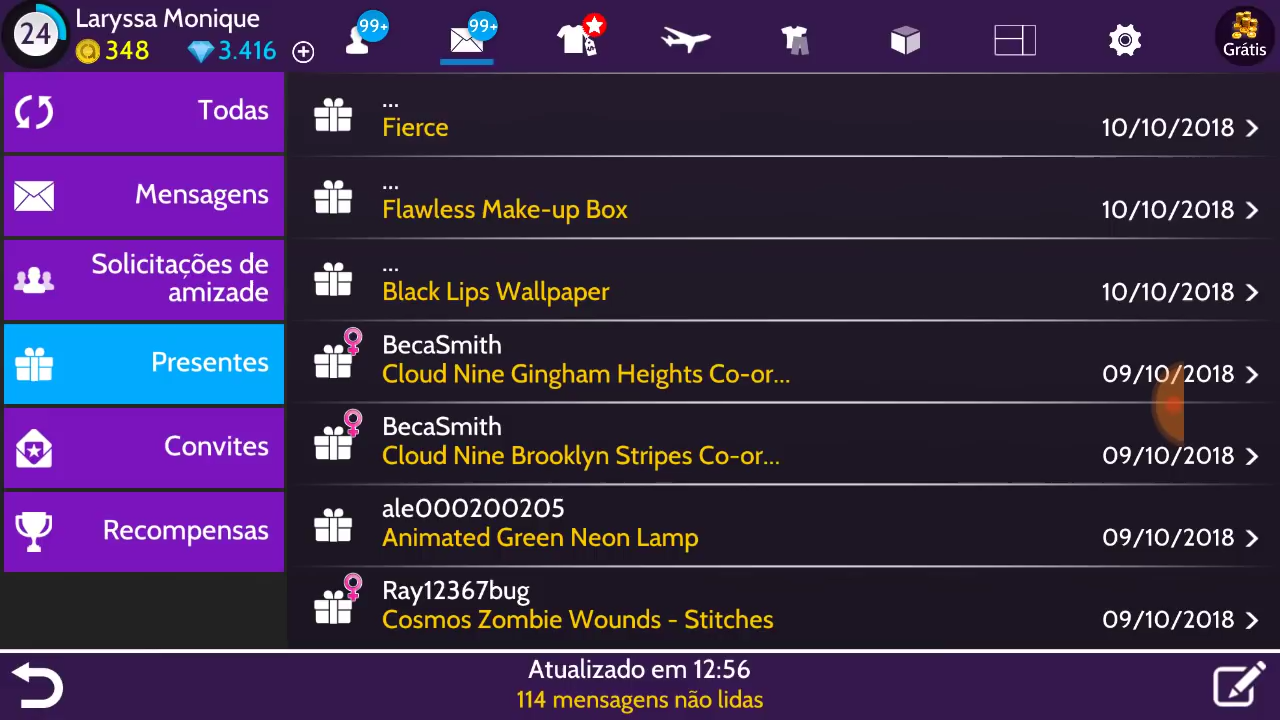 24
Laryssa Monique
348
3.416
99+
99+
Grátis
Todas
Mensagens
Solicitações de
amizade
Presentes
Convites
Recompensas
...
Fierce
10/10/2018
...
Flawless Make-up Box
10/10/2018
...
Black Lips Wallpaper
10/10/2018
BecaSmith
Cloud Nine Gingham Heights Co-or...
09/10/2018
BecaSmith
Cloud Nine Brooklyn Stripes Co-or...
09/10/2018
ale000200205
Animated Green Neon Lamp
09/10/2018
Ray12367bug
Cosmos Zombie Wounds - Stitches
09/10/2018
Atualizado em 12:56
114 mensagens não lidas